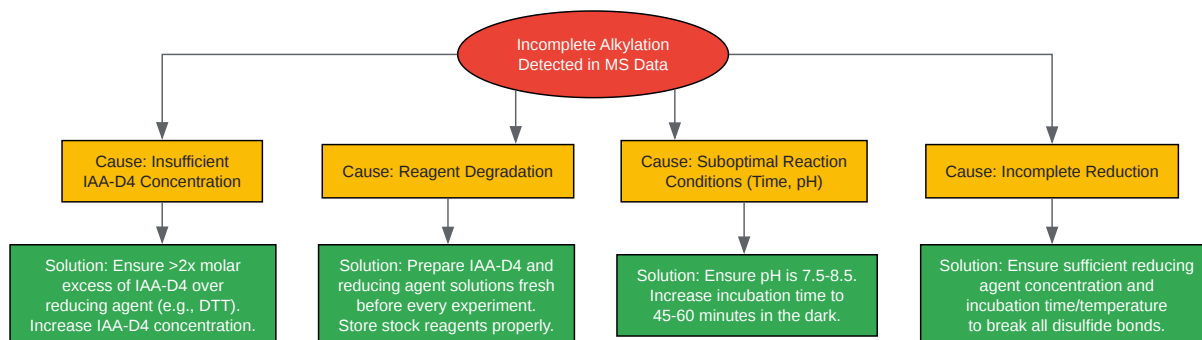 Incomplete Alkylation
Detected in MS Data
Cause: Insufficient
IAA-D4 Concentration
Cause: Reagent Degradation
Cause: Suboptimal Reaction
Conditions (Time, pH)
Cause: Incomplete Reduction
Solution: Ensure >2x molar
excess of IAA-D4 over
reducing agent (e.g., DTT).
Increase IAA-D4 concentration.
Solution: Prepare IAA-D4 and
reducing agent solutions fresh
before every experiment.
Store stock reagents properly.
Solution: Ensure pH is 7.5-8.5.
Increase incubation time to
45-60 minutes in the dark.
Solution: Ensure sufficient reducing
agent concentration and
incubation time/temperature
to break all disulfide bonds.